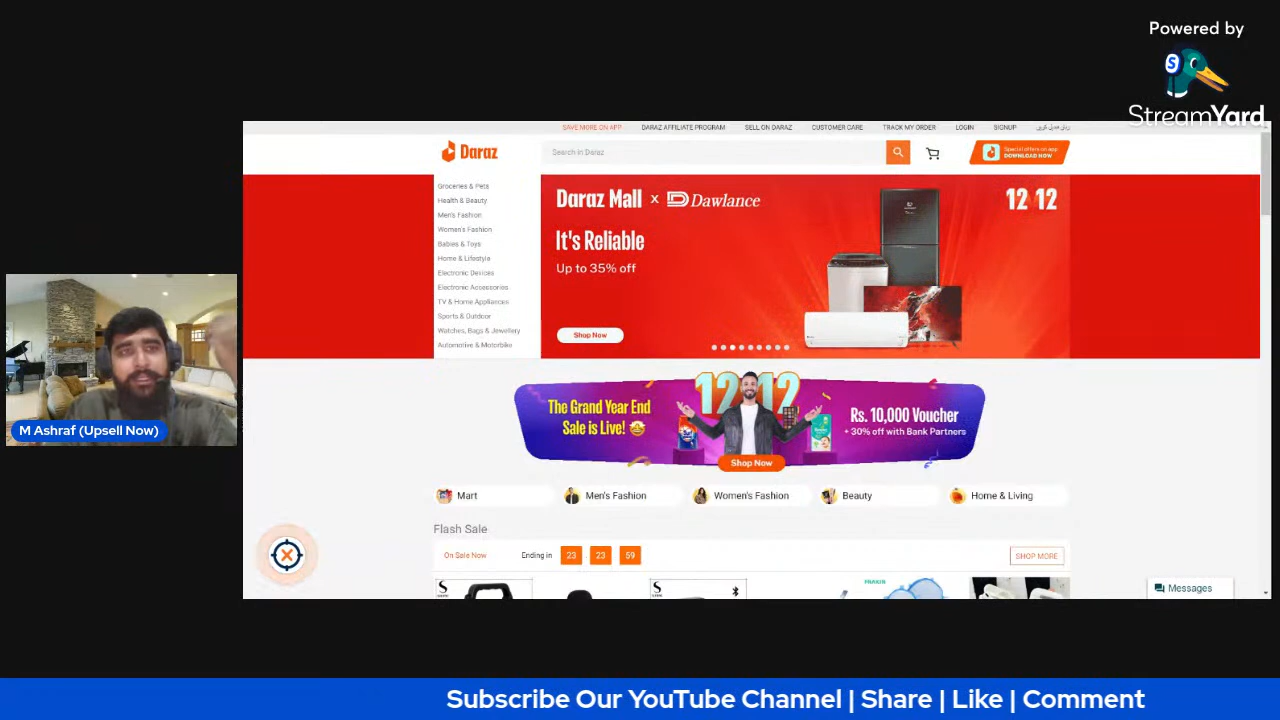 Powered by
StreamYard
SAVE MORE ON APP DARAZ AFFILIATE PROGRAM SELL ON DARAZ CUSTOMER CARE TRACK MY ORDER LOGIN SIGNUP
Daraz
Search in Daraz
Special offers on app
DOWNLOAD NOW
Groceries & Pets
Health & Beauty
Men's Fashion
Women's Fashion
Babies & Toys
Home & Lifestyle
Electronic Devices
Electronic Accessories
TV & Home Appliances
Sports & Outdoor
Watches, Bags & Jewellery
Automotive & Motorbike
Daraz Mall x Dawlance
12 12
It's Reliable
Up to 35% off
Shop Now
M Ashraf (Upsell Now)
12 12
The Grand Year End
Sale is Live!
Rs. 10,000 Voucher
+ 30% off with Bank Partners
Shop Now
Mart Men's Fashion Women's Fashion Beauty Home & Living
Flash Sale
On Sale Now Ending in 23 23 59 SHOP MORE
Messages
Subscribe Our YouTube Channel | Share | Like | Comment